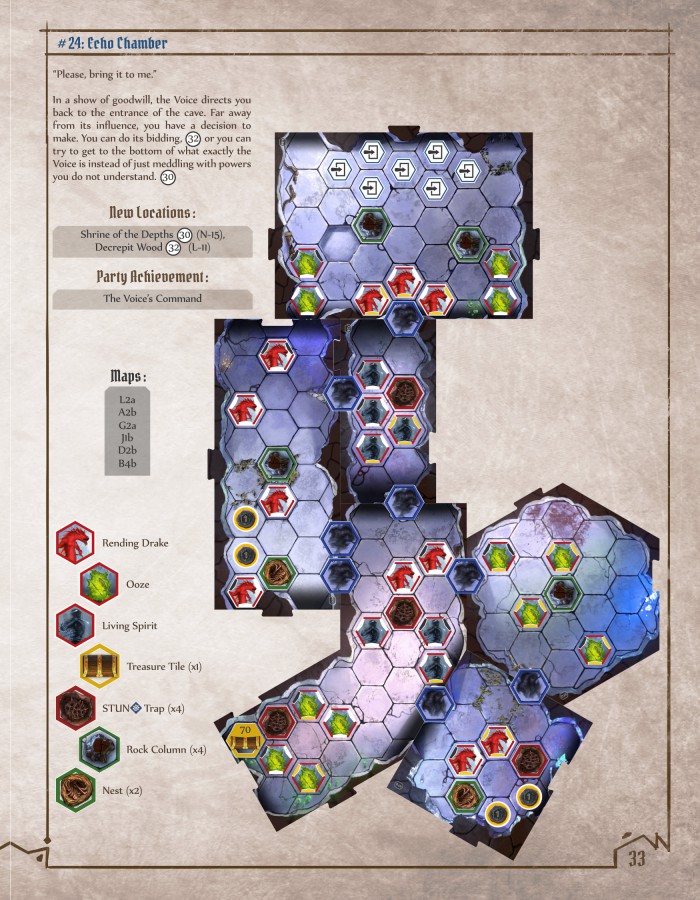 #24: Echo Chamber
"Please, bring it to me."
In a show of goodwill, the Voice directs you
back to the entrance of the cave. Far away
from its influence, you have a decision to
make. You can do its bidding, 32 or you can
try to get to the bottom of what exactly the
Voice is instead of just meddling with powers
you do not understand. 30
New Locations:
Shrine of the Depths 30 (N-15),
Decrepit Wood 32 (L-11)
Party Achievement:
The Voice's Command
Maps:
L2a
A2b
G2a
J1b
D2b
B4b
Rending Drake
Ooze
Living Spirit
Treasure Tile (x1)
STUN Trap (x4)
Rock Column (x4)
Nest (x2)
1
1
70
1
1
33